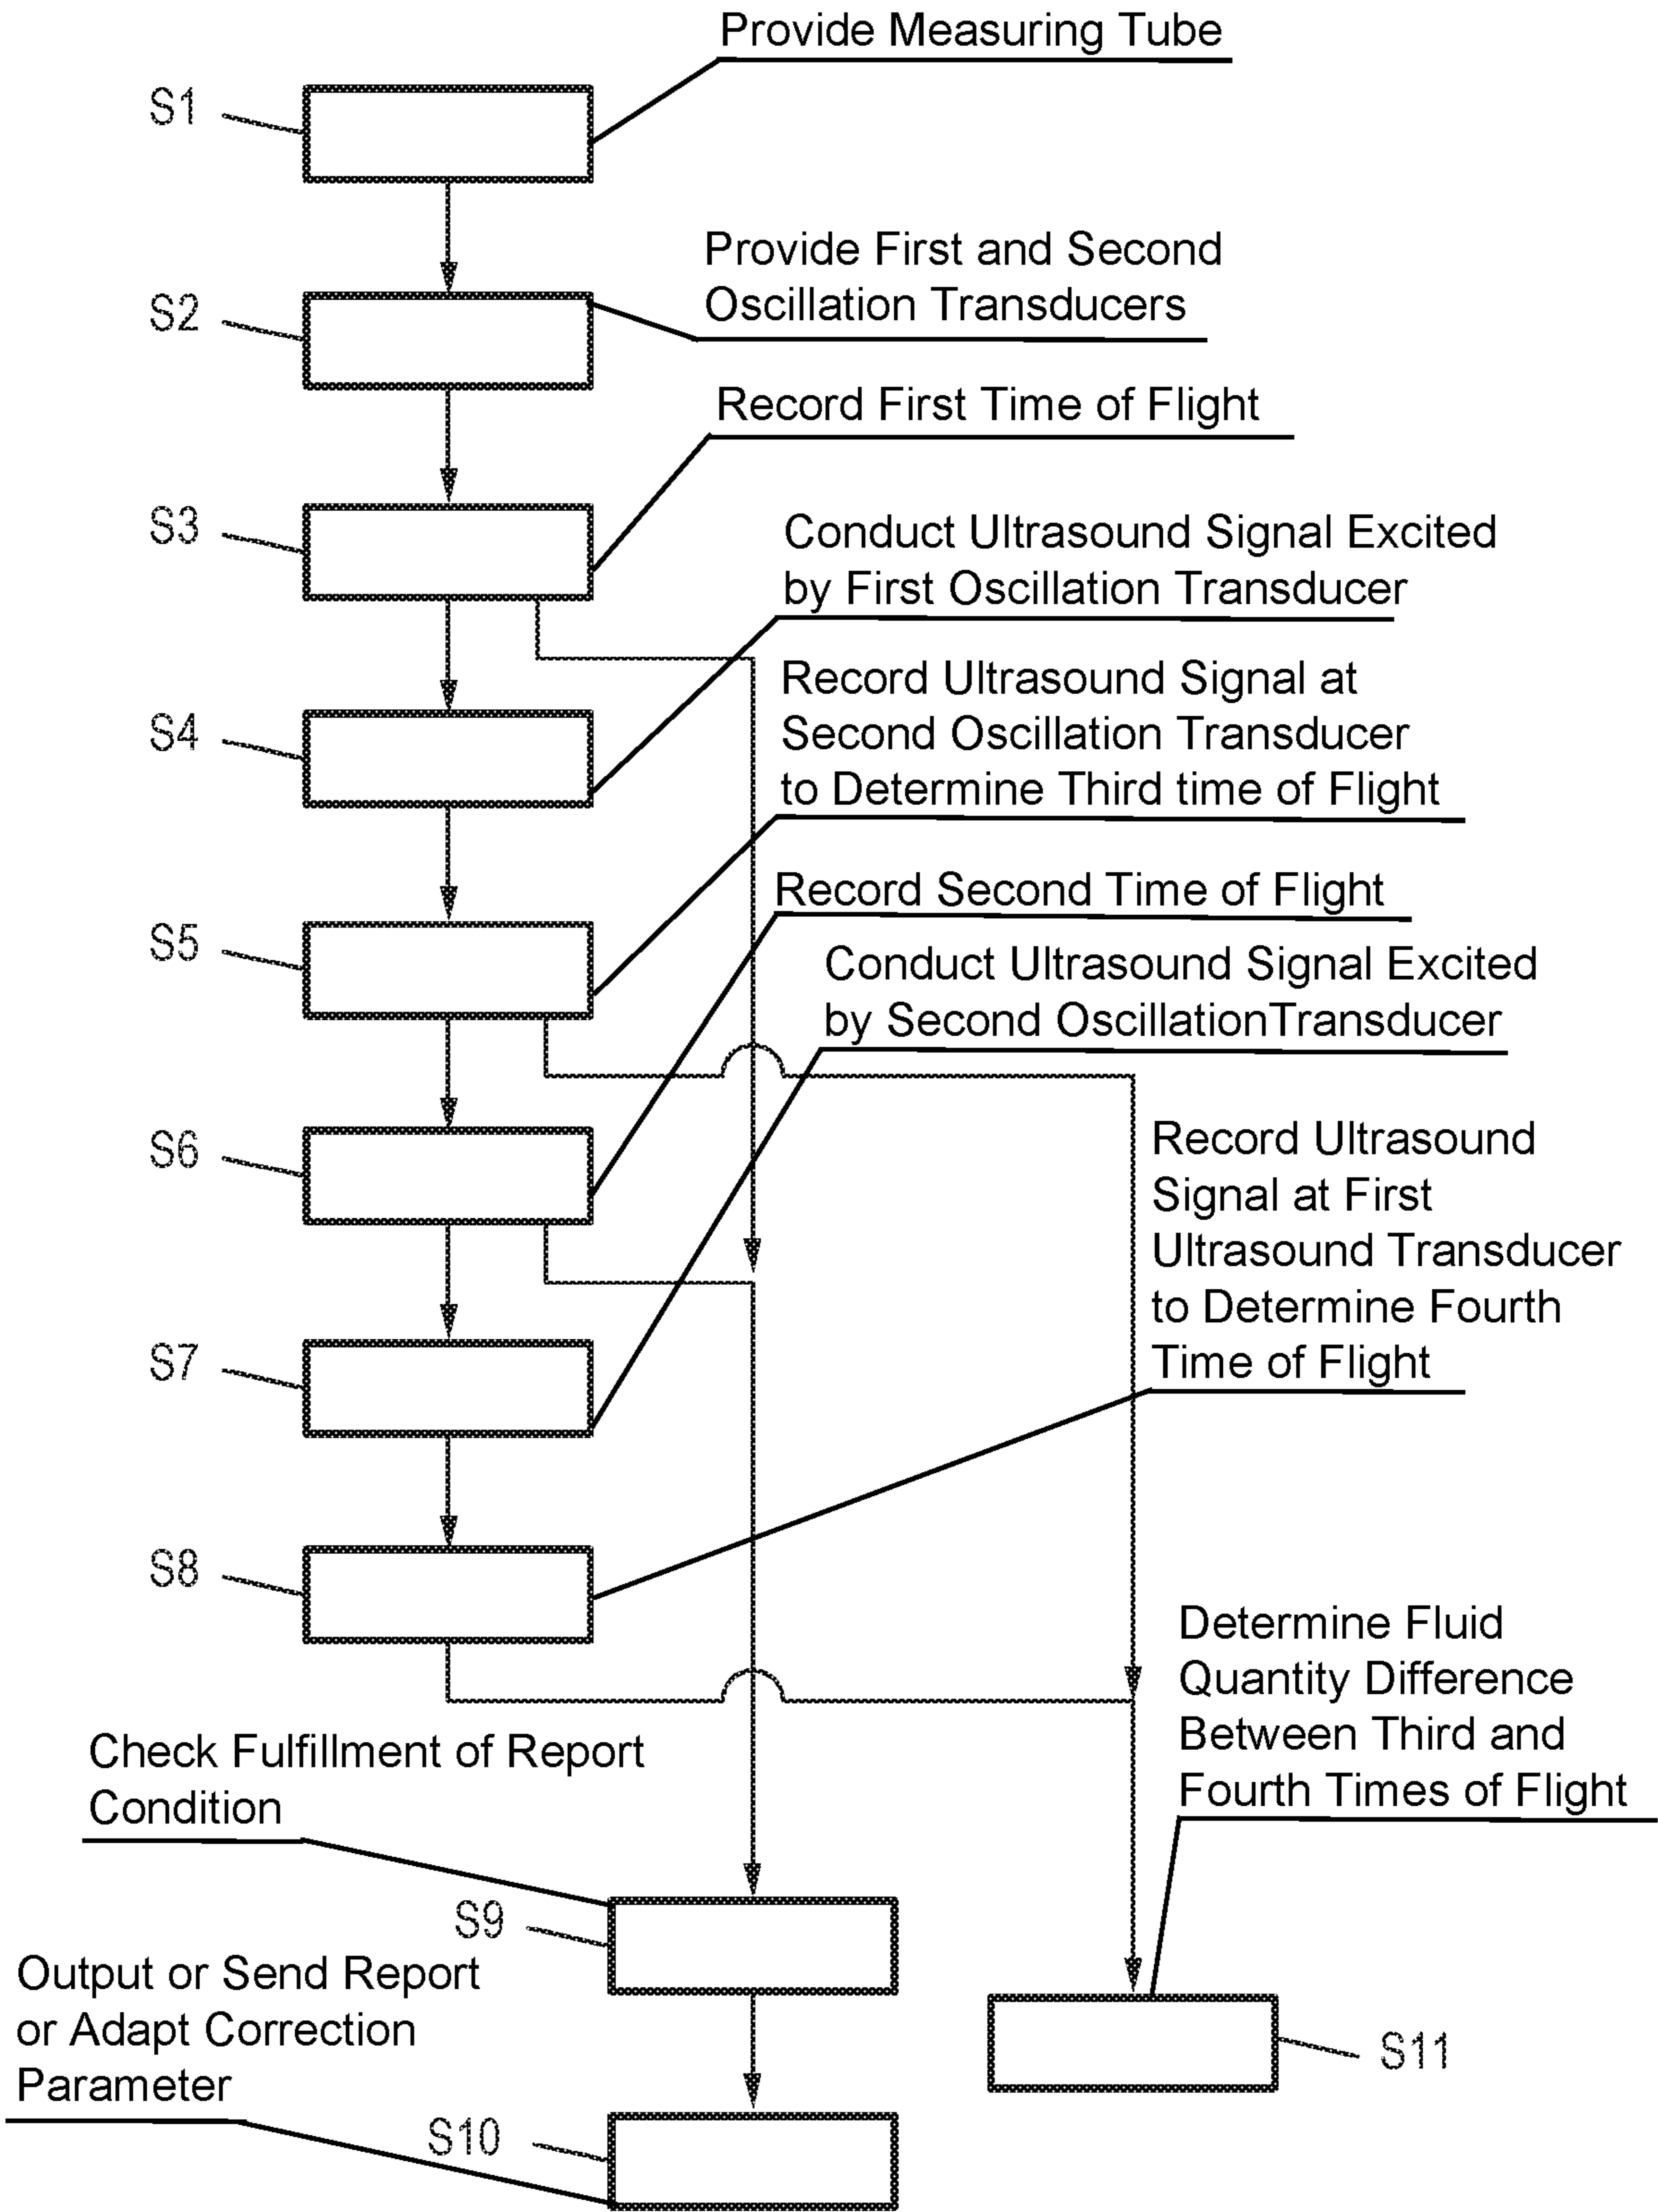 Provide Measuring Tube
S1
Provide First and Second
Oscillation Transducers
S2
Record First Time of Flight
S3
Conduct Ultrasound Signal Excited
by First Oscillation Transducer
Record Ultrasound Signal at
Second Oscillation Transducer
to Determine Third time of Flight
S4
Record Second Time of Flight
S5
Conduct Ultrasound Signal Excited
by Second OscillationTransducer
S6
Record Ultrasound
Signal at First
Ultrasound Transducer
to Determine Fourth
Time of Flight
S7
S8
Determine Fluid
Quantity Difference
Between Third and
Fourth Times of Flight
Check Fulfillment of Report
Condition
S9
Output or Send Report
or Adapt Correction
Parameter
S11
S10